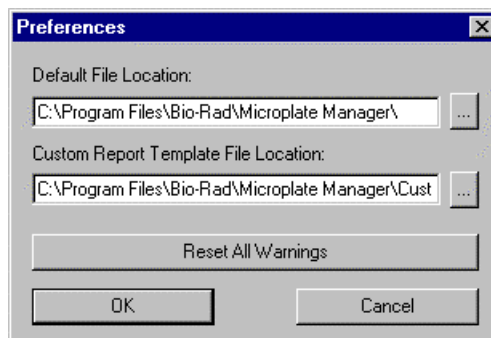 Preferences
Default File Location:
C:\Program Files\Bio-Rad\Microplate Manager\
...
Custom Report Template File Location:
C:\Program Files\Bio-Rad\Microplate Manager\Cust
...
Reset All Warnings
OK
Cancel